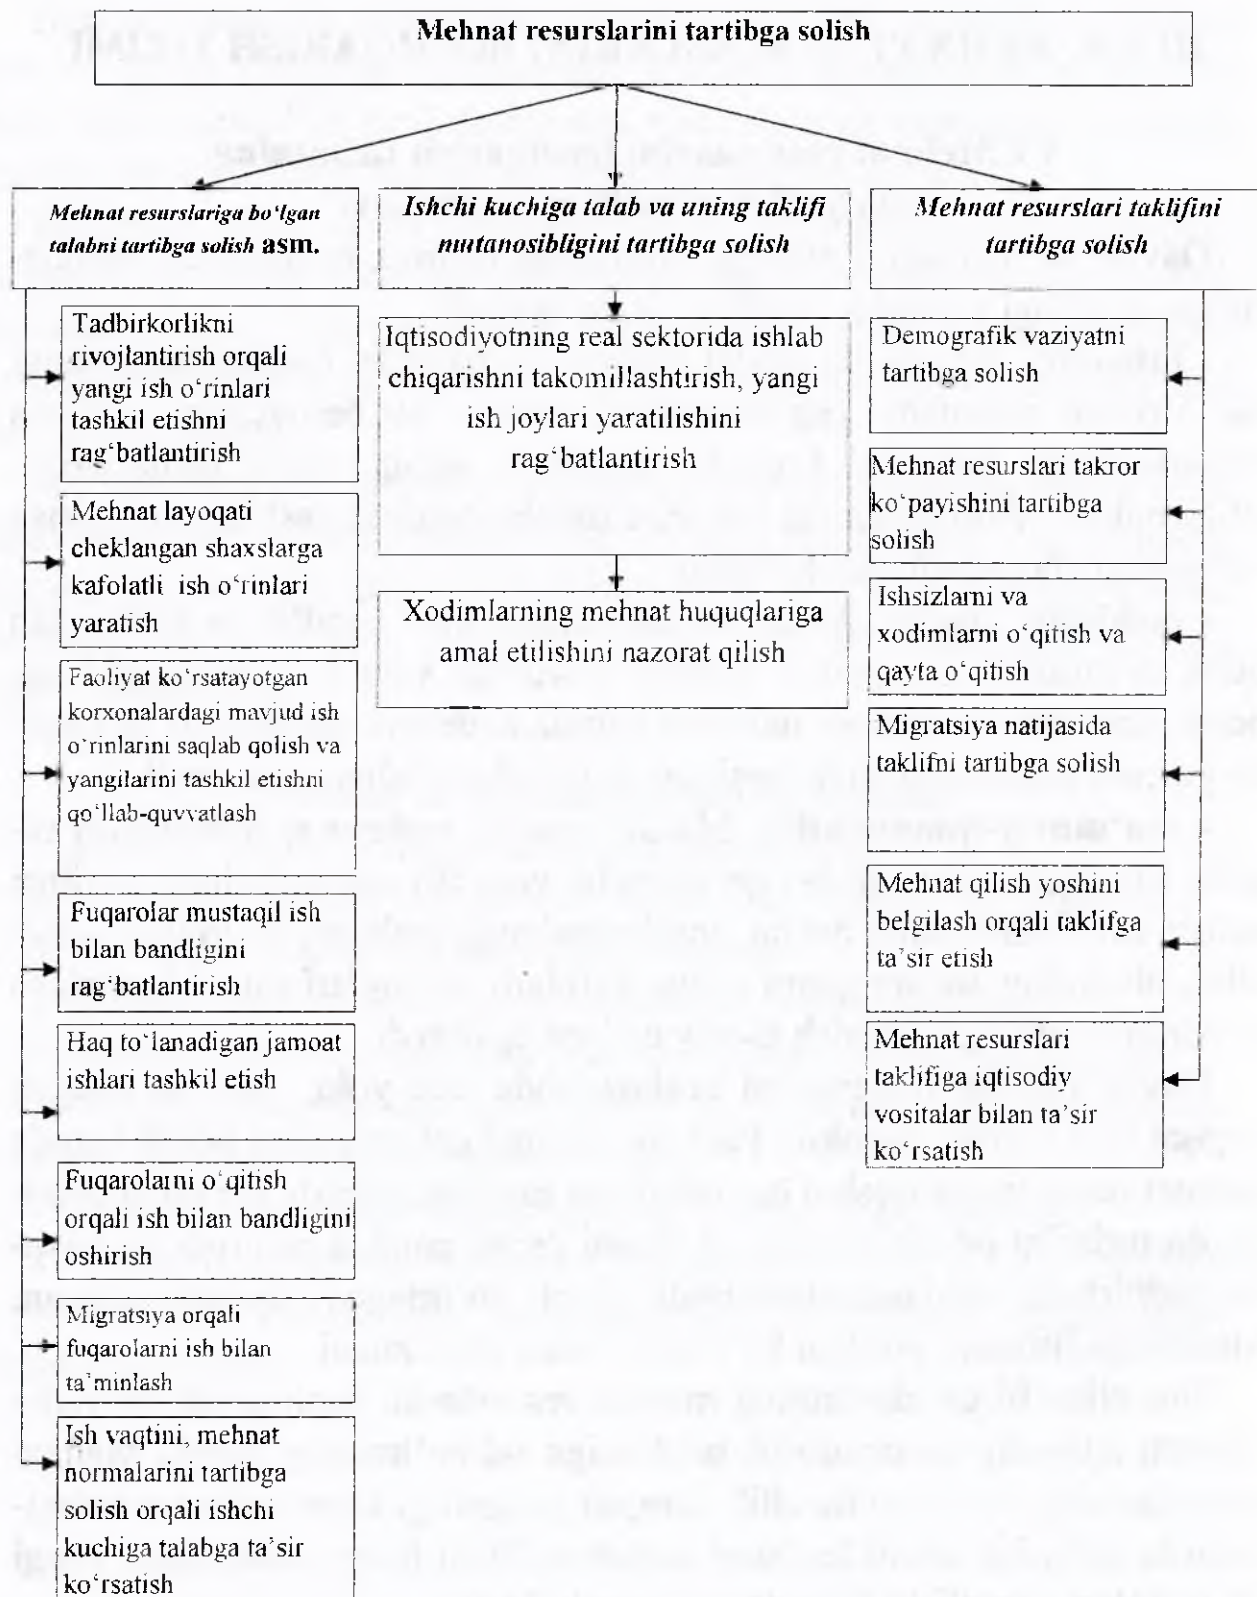 Mehnat resurslarini tartibga solish
Mehnat resurslariga bo‘lgan
talabni tartibga solish asm.
Tadbirkorlikni
rivojlantirish orqali
yangi ish o‘rinlari
tashkil etishni
rag‘batlantirish
Mehnat layoqati
cheklangan shaxslarga
kafolatli ish o‘rinlari
yaratish
Faoliyat ko‘rsatayotgan
korxonalardagi mavjud ish
o‘rinlarini saqlab qolish va
yangilarini tashkil etishni
qo‘llab-quvvatlash
Fuqarolar mustaqil ish
bilan bandligini
rag‘batlantirish
Haq to‘lanadigan jamoat
ishlari tashkil etish
Fuqarolarni o‘qitish
orqali ish bilan bandligini
oshirish
Migratsiya orqali
fuqarolarni ish bilan
ta’minlash
Ish vaqtini, mehnat
normalarini tartibga
solish orqali ishchi
kuchiga talabga ta’sir
ko‘rsatish
Ishchi kuchiga talab va uning taklifi
mutanosibligini tartibga solish
Iqtisodiyotning real sektorida ishlab
chiqarishni takomillashtirish, yangi
ish joylari yaratilishini
rag‘batlantirish
Xodimlarning mehnat huquqlariga
amal etilishini nazorat qilish
Mehnat resurslari taklifini
tartibga solish
Demografik vaziyatni
tartibga solish
Mehnat resurslari takror
ko‘payishini tartibga
solish
Ishsizlarni va
xodimlarni o‘qitish va
qayta o‘qitish
Migratsiya natijasida
taklifni tartibga solish
Mehnat qilish yoshini
belgilash orqali taklifga
ta’sir etish
Mehnat resurslari
taklifiga iqtisodiy
vositalar bilan ta’sir
ko‘rsatish